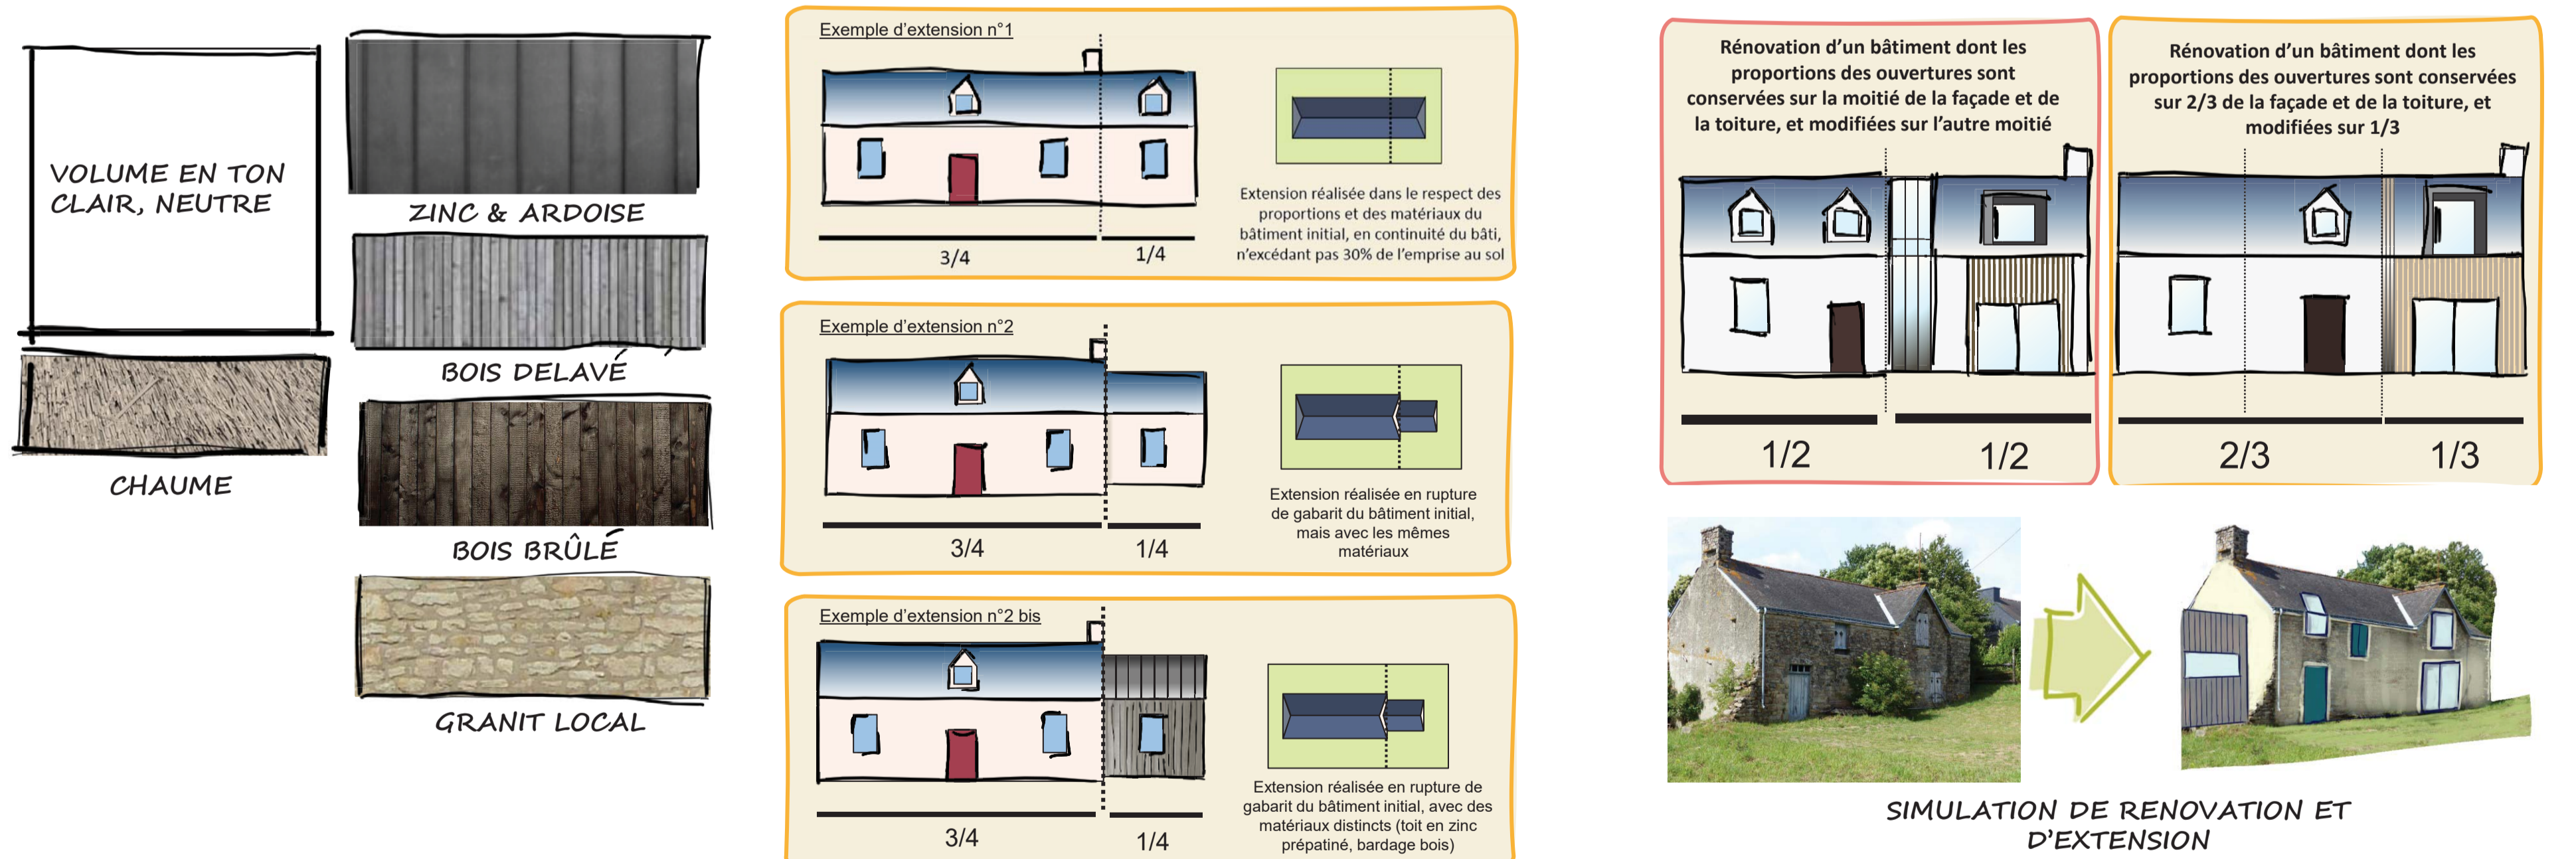 VOLUME EN TON
CLAIR, NEUTRE
CHAUME
ZINC & ARDOISE
BOIS DELAVÉ
BOIS BRÛLÉ
GRANIT LOCAL
Exemple d'extension n°1
3/4
1/4
Extension réalisée dans le respect des
proportions et des matériaux du
bâtiment initial, en continuité du bâti,
n'excédant pas 30% de l'emprise au sol
Exemple d'extension n°2
3/4
1/4
Extension réalisée en rupture
de gabarit du bâtiment initial,
mais avec les mêmes
matériaux
Exemple d'extension n°2 bis
3/4
1/4
Extension réalisée en rupture de
gabarit du bâtiment initial, avec des
matériaux distincts (toit en zinc
prépatiné, bardage bois)
Rénovation d'un bâtiment dont les
proportions des ouvertures sont
conservées sur la moitié de la façade et de
la toiture, et modifiées sur l'autre moitié
1/2
1/2
Rénovation d'un bâtiment dont les
proportions des ouvertures sont conservées
sur 2/3 de la façade et de la toiture, et
modifiées sur 1/3
2/3
1/3
SIMULATION DE RENOVATION ET
D'EXTENSION